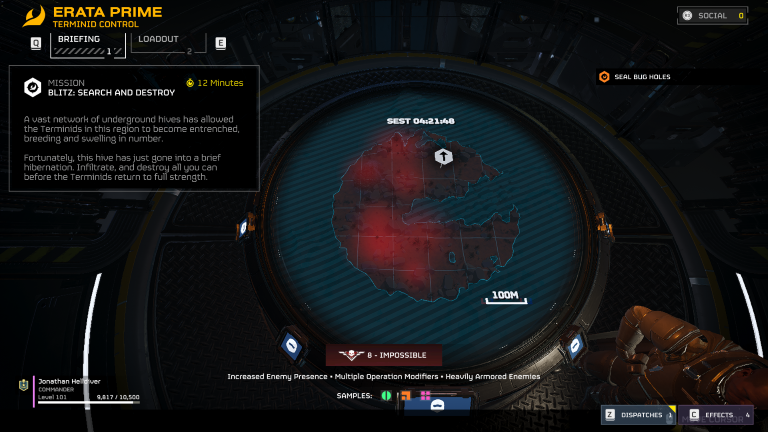 ERATA PRIME
TERMINID CONTROL
SOCIAL 0
Q BRIEFING 1 LOADOUT 2 E
MISSION 12 Minutes
BLITZ: SEARCH AND DESTROY
A vast network of underground hives has allowed
the Terminids in this region to become entrenched,
breeding and swelling in number.
Fortunately, this hive has just gone into a brief
hibernation. Infiltrate, and destroy all you can
before the Terminids return to full strength.
SEAL BUG HOLES
SEST 04:21:48
100M
8 - IMPOSSIBLE
Increased Enemy Presence • Multiple Operation Modifiers • Heavily Armored Enemies
SAMPLES:
Jonathan Helldiver
COMMANDER
Level 101 9,817 / 10,500
Z DISPATCHES 1 C EFFECTS 4
CURSOR